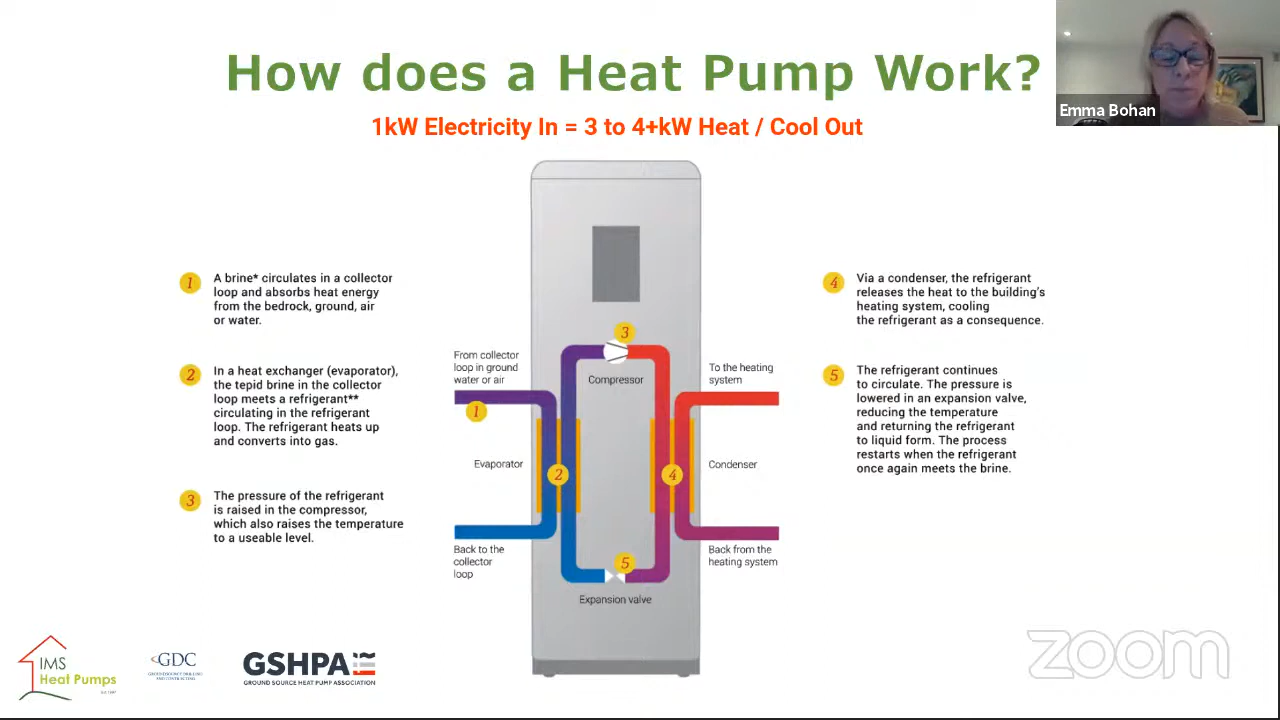 How does a Heat Pump Work?
Emma Bohan
1kW Electricity In = 3 to 4+kW Heat / Cool Out
1
A brine* circulates in a collector
loop and absorbs heat energy
from the bedrock, ground, air
or water.
2
In a heat exchanger (evaporator),
the tepid brine in the collector
loop meets a refrigerant**
circulating in the refrigerant
loop. The refrigerant heats up
and converts into gas.
3
The pressure of the refrigerant
is raised in the compressor,
which also raises the temperature
to a useable level.
From collector
loop in ground
water or air
1
Evaporator
2
Back to the
collector
loop
3
Compressor
To the heating
system
4
Condenser
Back from the
heating system
5
Expansion valve
4
Via a condenser, the refrigerant
releases the heat to the building's
heating system, cooling
the refrigerant as a consequence.
5
The refrigerant continues
to circulate. The pressure is
lowered in an expansion valve,
reducing the temperature
and returning the refrigerant
to liquid form. The process
restarts when the refrigerant
once again meets the brine.
IMS
Heat Pumps
GDC
GSHPA
GROUND SOURCE HEAT PUMP ASSOCIATION
zoom